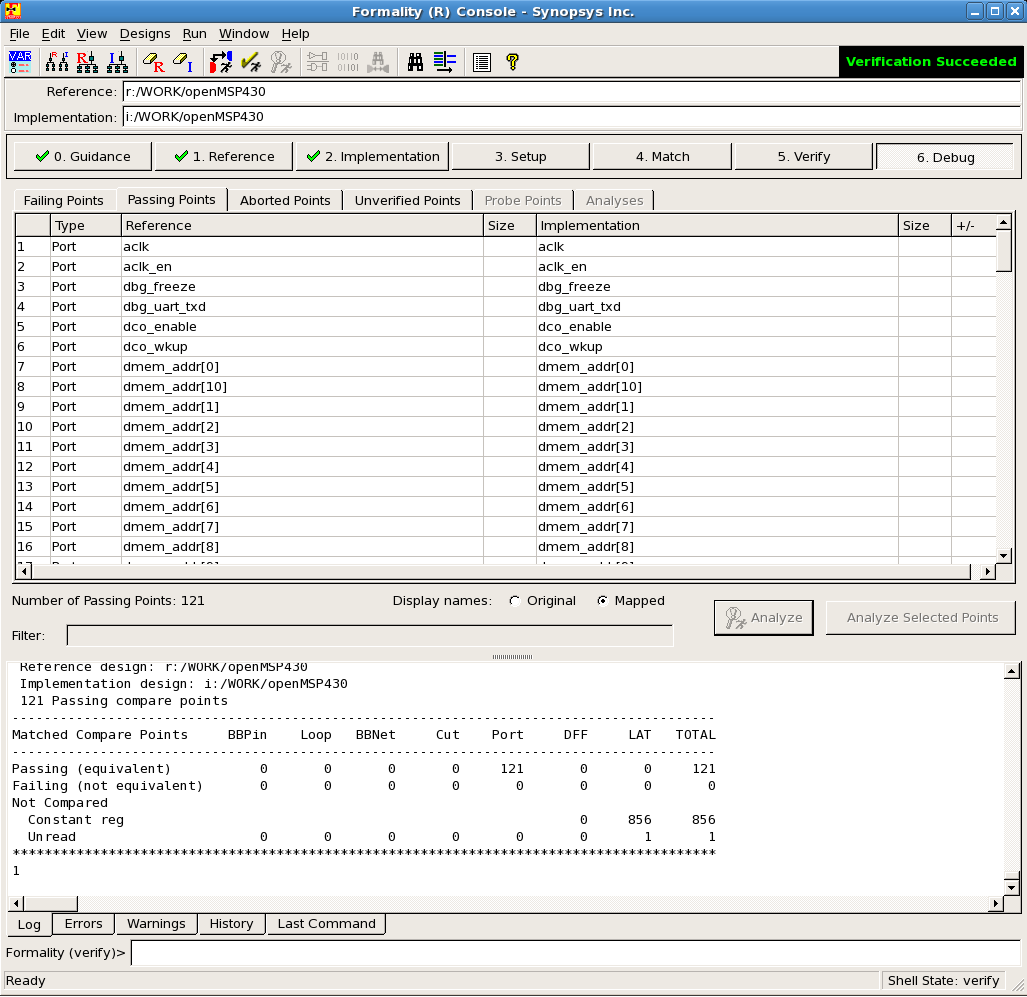 Formality (R) Console - Synopsys Inc.
File Edit View Designs Run Window Help
VAR R I R I R I 0110 0101 ? Verification Succeeded
Reference: r:/WORK/openMSP430
Implementation: i:/WORK/openMSP430
0. Guidance 1. Reference 2. Implementation 3. Setup 4. Match 5. Verify 6. Debug
Failing Points Passing Points Aborted Points Unverified Points Probe Points Analyses
Type Reference Size Implementation Size +/-
1 Port aclk aclk
2 Port aclk_en aclk_en
3 Port dbg_freeze dbg_freeze
4 Port dbg_uart_txd dbg_uart_txd
5 Port dco_enable dco_enable
6 Port dco_wkup dco_wkup
7 Port dmem_addr[0] dmem_addr[0]
8 Port dmem_addr[10] dmem_addr[10]
9 Port dmem_addr[1] dmem_addr[1]
10 Port dmem_addr[2] dmem_addr[2]
11 Port dmem_addr[3] dmem_addr[3]
12 Port dmem_addr[4] dmem_addr[4]
13 Port dmem_addr[5] dmem_addr[5]
14 Port dmem_addr[6] dmem_addr[6]
15 Port dmem_addr[7] dmem_addr[7]
16 Port dmem_addr[8] dmem_addr[8]
Number of Passing Points: 121 Display names: Original Mapped Analyze Analyze Selected Points
Filter:
Reference design: r:/WORK/openMSP430
Implementation design: i:/WORK/openMSP430
121 Passing compare points
----------------------------------------------------------------------------------------
Matched Compare Points BBPin Loop BBNet Cut Port DFF LAT TOTAL
----------------------------------------------------------------------------------------
Passing (equivalent) 0 0 0 0 121 0 0 121
Failing (not equivalent) 0 0 0 0 0 0 0 0
Not Compared
Constant reg 0 856 856
Unread 0 0 0 0 0 0 1 1
****************************************************************************************
1
Log Errors Warnings History Last Command
Formality (verify)>
Ready Shell State: verify